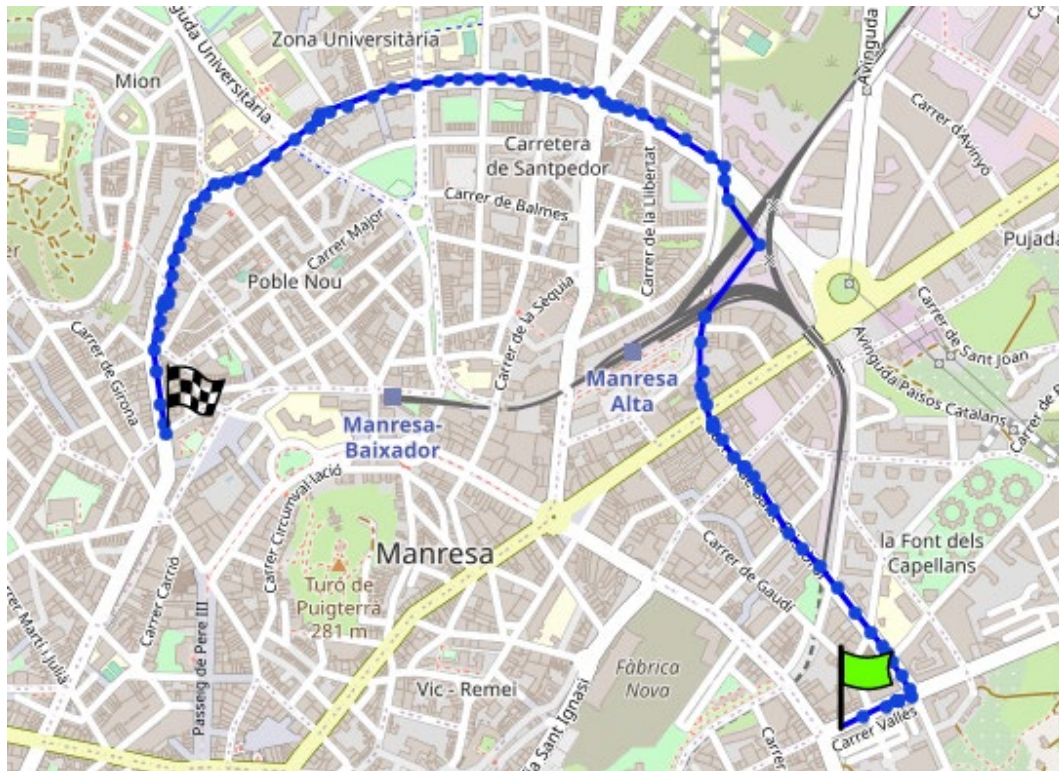 Zona Universitària
Avinguda
Mion
Universitària
Carrer d'Avinyó
Carretera
de Santpedor
Carrer de la Llibertat
Carrer de Balmes
Carrer Major
Pujada
Poble Nou
Carrer de la Sèquia
Carrer de Sant Joan
Carrer de Girona
Avinguda Països Catalans
Manresa
Alta
Manresa-
Baixador
Carrer Circumval·lació
Manresa
la Font dels
Capellans
Carrer de Gaudí
Turó de
Puigterrà
281 m
Carrer Carrió
Passeig de Pere III
Carrer Martí i Julià
Fàbrica
Nova
Vic - Remei
Sant Ignasi
Carrer Vallès